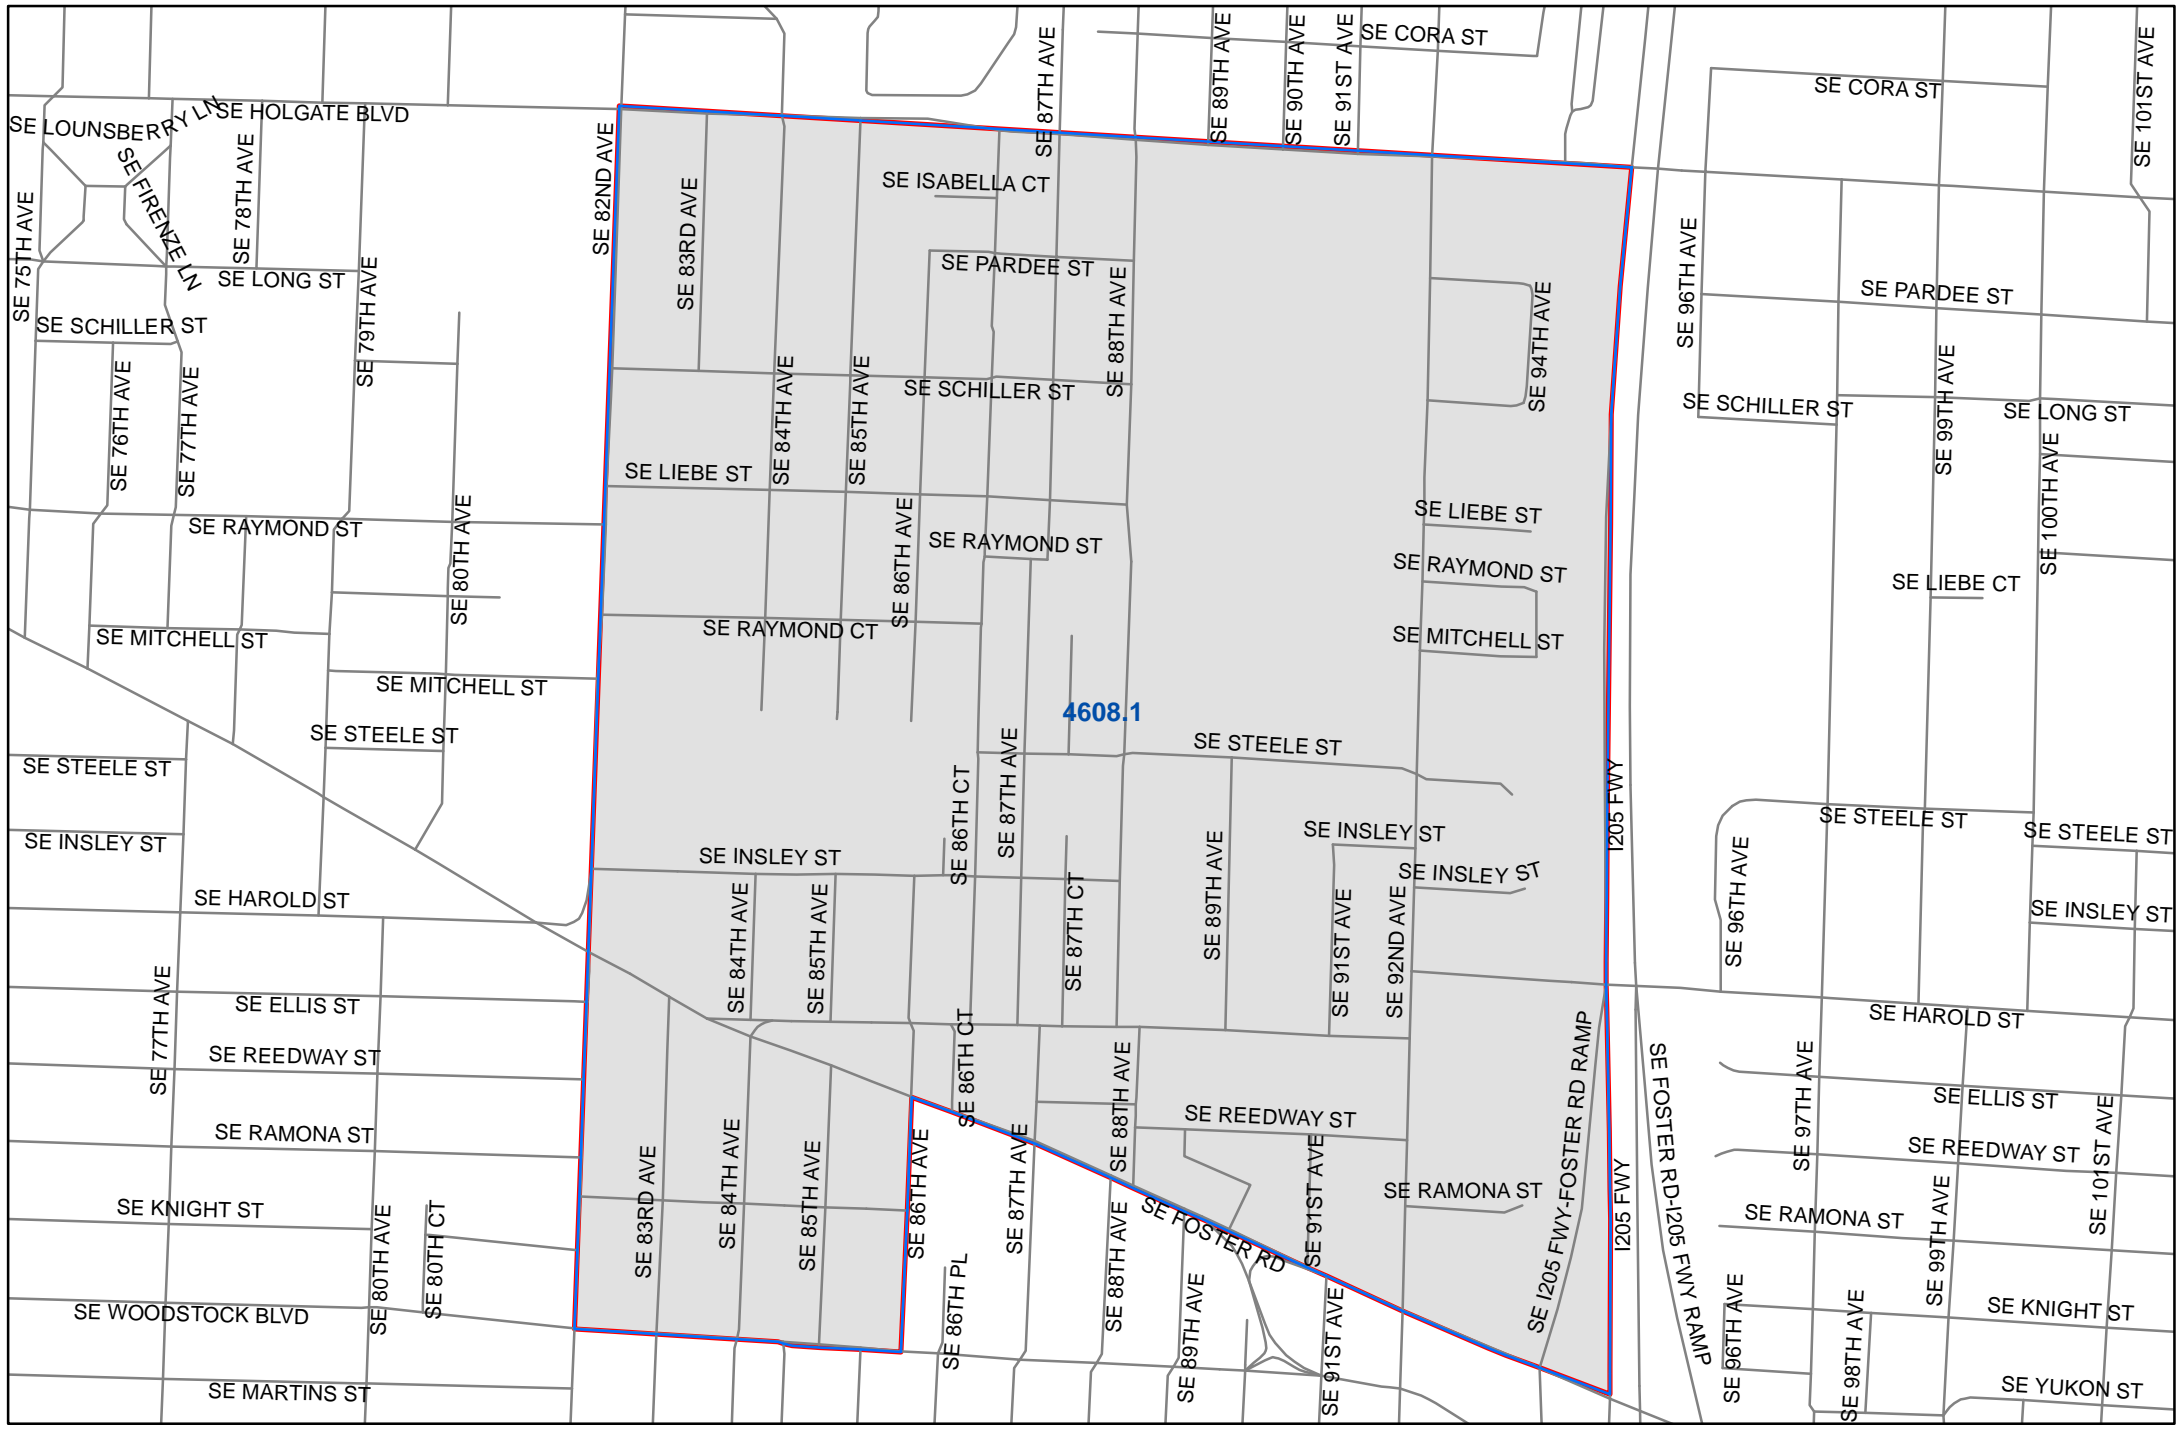 SE CORA ST
SE 87TH AVE
SE 89TH AVE
SE 90TH AVE
SE 91ST AVE
SE CORA ST
SE 101ST AVE
SE HOLGATE BLVD
SE LOUNSBERRY LN
SE FIRENZE LN
SE 78TH AVE
SE 82ND AVE
SE 83RD AVE
SE ISABELLA CT
SE 75TH AVE
SE LONG ST
SE 79TH AVE
SE PARDEE ST
SE 88TH AVE
SE 94TH AVE
SE 96TH AVE
SE PARDEE ST
SE SCHILLER ST
SE 76TH AVE
SE 77TH AVE
SE 84TH AVE
SE 85TH AVE
SE SCHILLER ST
SE SCHILLER ST
SE 99TH AVE
SE LONG ST
SE 100TH AVE
SE LIEBE ST
SE RAYMOND ST
SE 80TH AVE
SE 86TH AVE
SE RAYMOND ST
SE LIEBE ST
SE RAYMOND ST
SE LIEBE CT
SE MITCHELL ST
SE RAYMOND CT
SE MITCHELL ST
SE MITCHELL ST
4608.1
SE STEELE ST
SE STEELE ST
SE STEELE ST
SE 86TH CT
SE 87TH AVE
I205 FWY
SE STEELE ST
SE STEELE ST
SE INSLEY ST
SE INSLEY ST
SE 89TH AVE
SE INSLEY ST
SE INSLEY ST
SE 96TH AVE
SE HAROLD ST
SE 84TH AVE
SE 85TH AVE
SE 87TH CT
SE 91ST AVE
SE 92ND AVE
SE INSLEY ST
SE 77TH AVE
SE ELLIS ST
SE HAROLD ST
SE REEDWAY ST
SE 86TH CT
SE 88TH AVE
SE I205 FWY-FOSTER RD RAMP
SE FOSTER RD-I205 FWY RAMP
SE 97TH AVE
SE ELLIS ST
SE REEDWAY ST
SE RAMONA ST
SE 83RD AVE
SE 84TH AVE
SE 85TH AVE
SE 86TH AVE
SE 87TH AVE
SE 91ST AVE
SE RAMONA ST
I205 FWY
SE REEDWAY ST
SE 101ST AVE
SE KNIGHT ST
SE 80TH AVE
SE 80TH CT
SE 88TH AVE
SE FOSTER RD
SE RAMONA ST
SE 99TH AVE
SE WOODSTOCK BLVD
SE 86TH PL
SE 89TH AVE
SE 91ST AVE
SE 96TH AVE
SE 98TH AVE
SE KNIGHT ST
SE MARTINS ST
SE YUKON ST